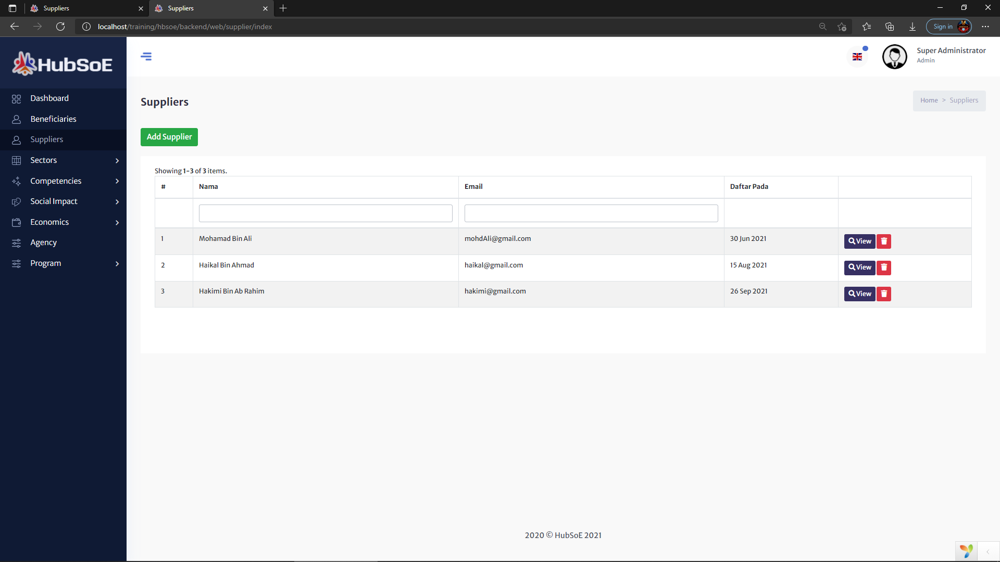 Suppliers
Suppliers
localhost/training/hbsoe/backend/web/supplier/index
Sign in
HubSoE
Super Administrator
Admin
Dashboard
Beneficiaries
Suppliers
Sectors
Competencies
Social Impact
Economics
Agency
Program
Suppliers
Home > Suppliers
Add Supplier
Showing 1-3 of 3 items.
# Nama Email Daftar Pada
1 Mohamad Bin Ali mohdAli@gmail.com 30 Jun 2021 View
2 Haikal Bin Ahmad haikal@gmail.com 15 Aug 2021 View
3 Hakimi Bin Ab Rahim hakimi@gmail.com 26 Sep 2021 View
2020 © HubSoE 2021